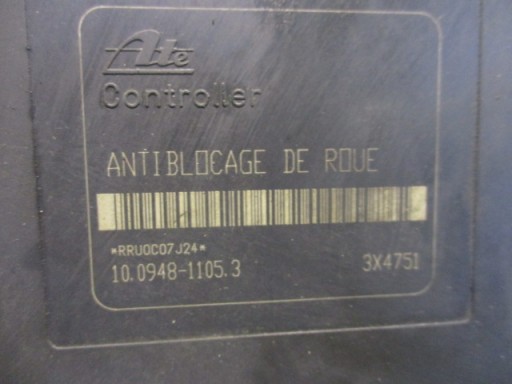 Ate
Controller
ANTIBLOCAGE DE ROUE
*RRU0C07J24*
10.0948-1105.3 3X4751